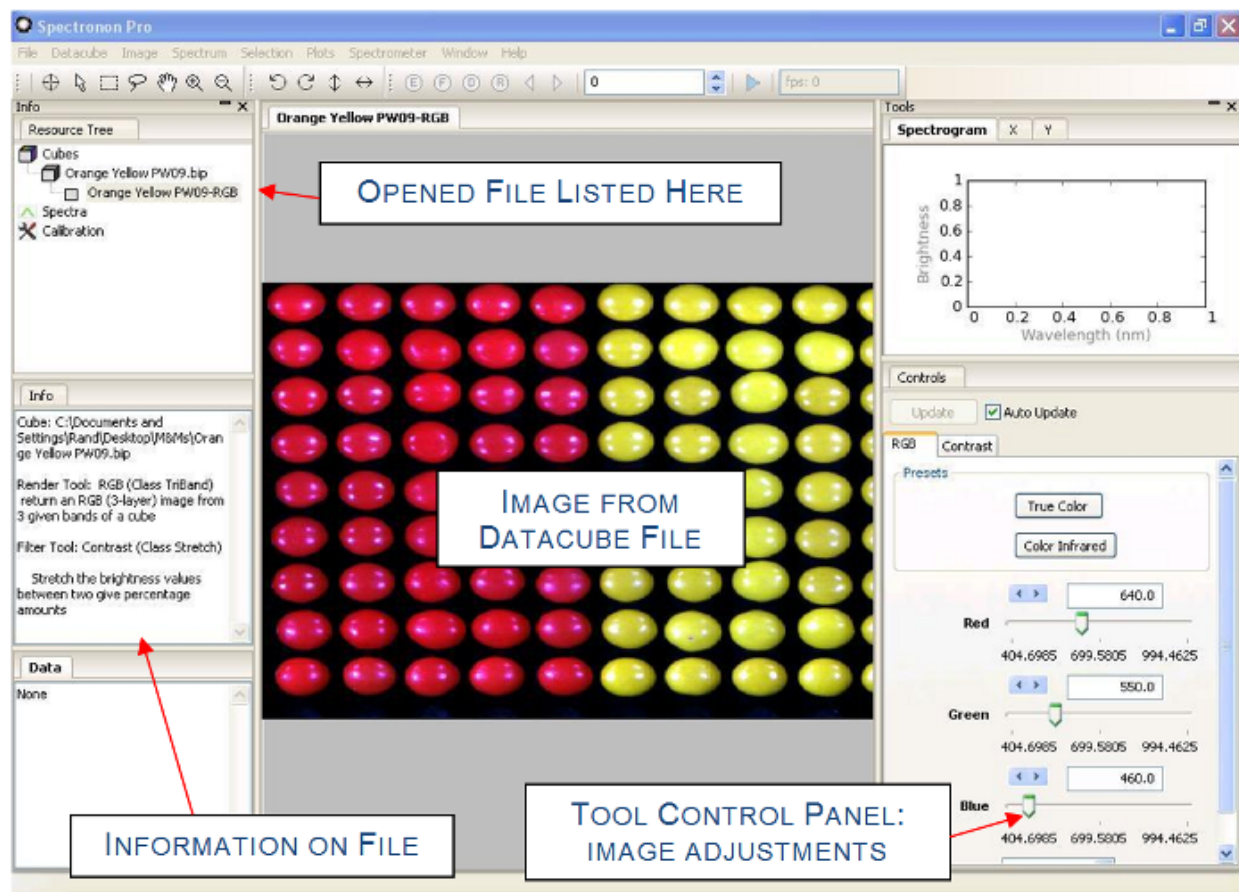 Spectronon Pro
File Datacube Image Spectrum Selection Plots Spectrometer Window Help
E F D R 0 fps: 0
Info
Resource Tree
Cubes
Orange Yellow PW09.bip
Orange Yellow PW09-RGB
Spectra
Calibration
Info
Cube: C:\Documents and
Settings\Rand\Desktop\M&Ms\Oran
ge Yellow PW09.bip
Render Tool: RGB (Class TriBand)
return an RGB (3-layer) image from
3 given bands of a cube
Filter Tool: Contrast (Class Stretch)
Stretch the brightness values
between two give percentage
amounts
Data
None
INFORMATION ON FILE
Orange Yellow PW09-RGB
OPENED FILE LISTED HERE
IMAGE FROM
DATACUBE FILE
Tools
Spectrogram X Y
1
0.8
0.6
0.4
0.2
0
Brightness
0 0.2 0.4 0.6 0.8 1
Wavelength (nm)
Controls
Update Auto Update
RGB Contrast
Presets
True Color
Color Infrared
640.0
Red
404.6985 699.5805 994.4625
550.0
Green
404.6985 699.5805 994.4625
460.0
Blue
404.6985 699.5805 994.4625
TOOL CONTROL PANEL:
IMAGE ADJUSTMENTS